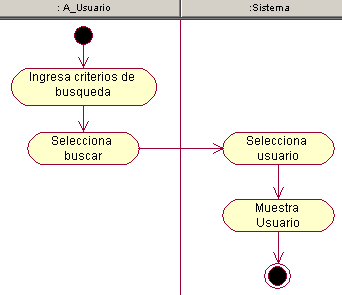 : A_Usuario
:Sistema
Ingresa criterios de
busqueda
Selecciona
buscar
Selecciona
usuario
Muestra
Usuario